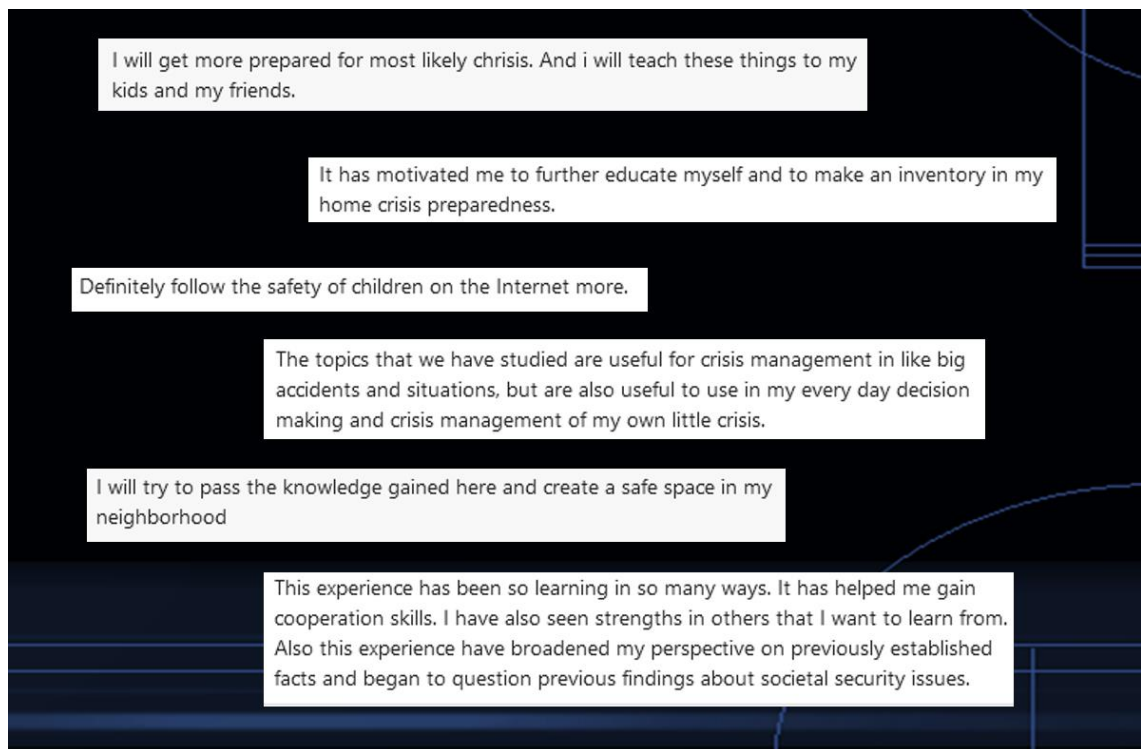 I will get more prepared for most likely chrisis. And i will teach these things to my
kids and my friends.
It has motivated me to further educate myself and to make an inventory in my
home crisis preparedness.
Definitely follow the safety of children on the Internet more.
The topics that we have studied are useful for crisis management in like big
accidents and situations, but are also useful to use in my every day decision
making and crisis management of my own little crisis.
I will try to pass the knowledge gained here and create a safe space in my
neighborhood
This experience has been so learning in so many ways. It has helped me gain
cooperation skills. I have also seen strengths in others that I want to learn from.
Also this experience have broadened my perspective on previously established
facts and began to question previous findings about societal security issues.